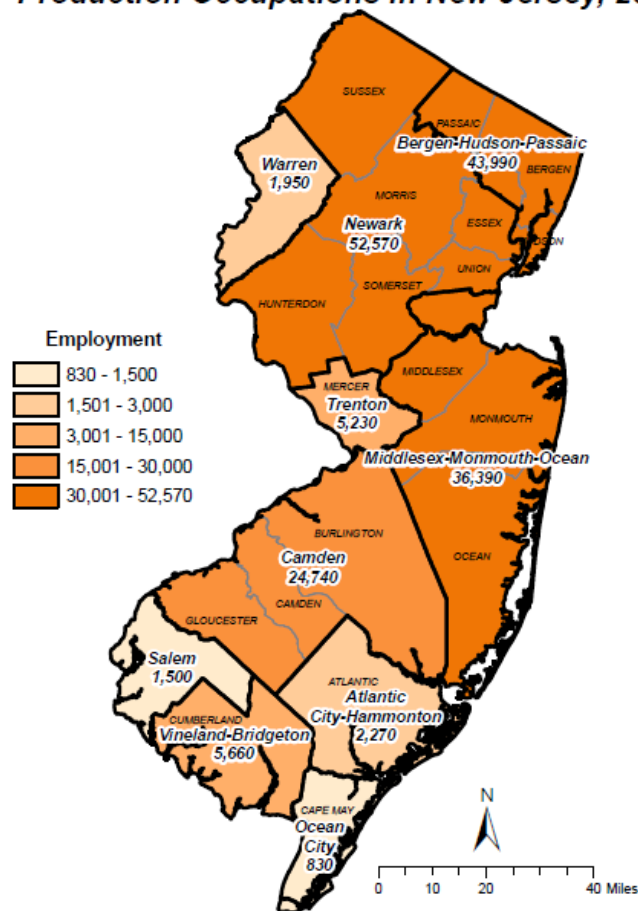 Production Occupations in New Jersey,
SUSSEX
PASSAIC
Bergen-Hudson-Passaic
43,990
BERGEN
Warren
1,950
MORRIS
Newark
52,570
ESSEX
UNION
SOMERSET
HUNTERDON
Employment
830 - 1,500
1,501 - 3,000
3,001 - 15,000
15,001 - 30,000
30,001 - 52,570
MERCER
Trenton
5,230
MIDDLESEX
MONMOUTH
Middlesex-Monmouth-Ocean
36,390
OCEAN
BURLINGTON
Camden
24,740
CAMDEN
GLOUCESTER
Salem
1,500
ATLANTIC
Atlantic
City-Hammonton
2,270
CUMBERLAND
Vineland-Bridgeton
5,660
CAPE MAY
Ocean
City
830
N
0 10 20 40 Miles